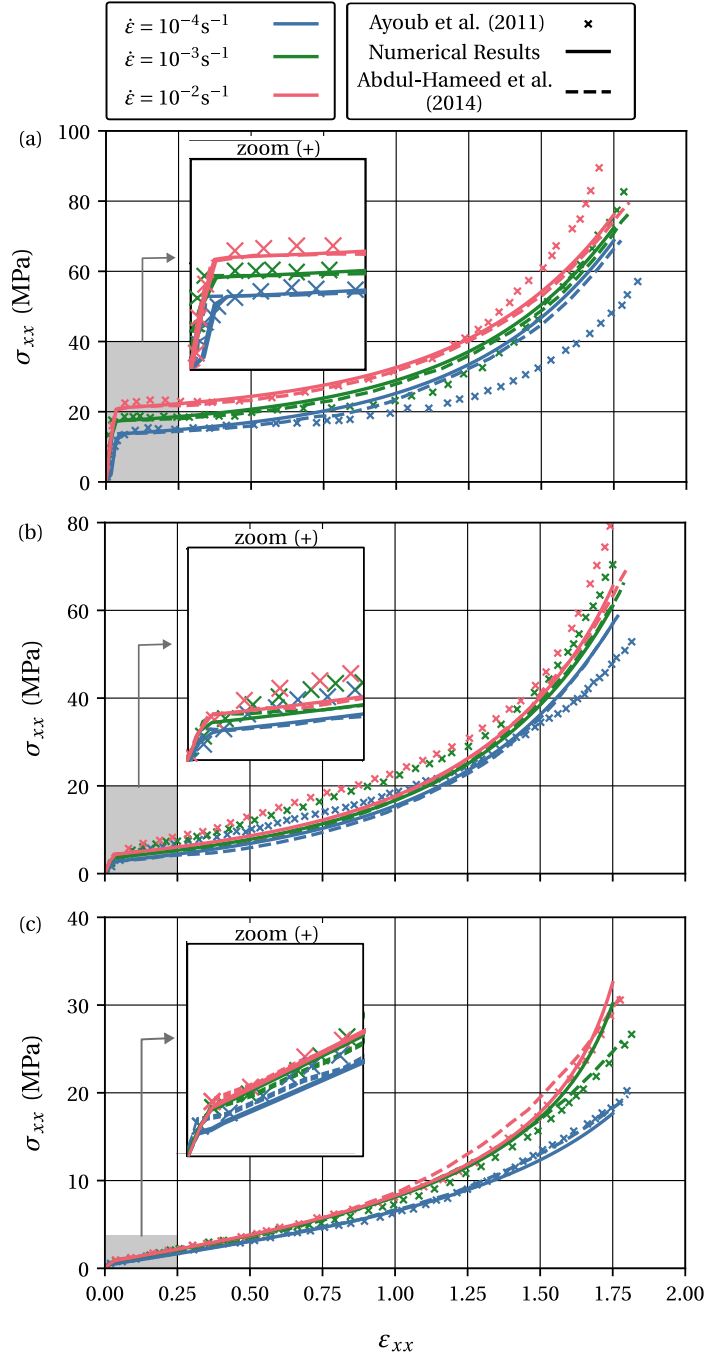 ε̇ = 10⁻⁴s⁻¹
ε̇ = 10⁻³s⁻¹
ε̇ = 10⁻²s⁻¹
Ayoub et al. (2011)
Numerical Results
Abdul-Hameed et al.
(2014)
(a)
100
80
60
40
20
0
σxx (MPa)
zoom (+)
(b)
80
60
40
20
0
σxx (MPa)
zoom (+)
(c)
40
30
20
10
0
σxx (MPa)
zoom (+)
0.00 0.25 0.50 0.75 1.00 1.25 1.50 1.75 2.00
εxx